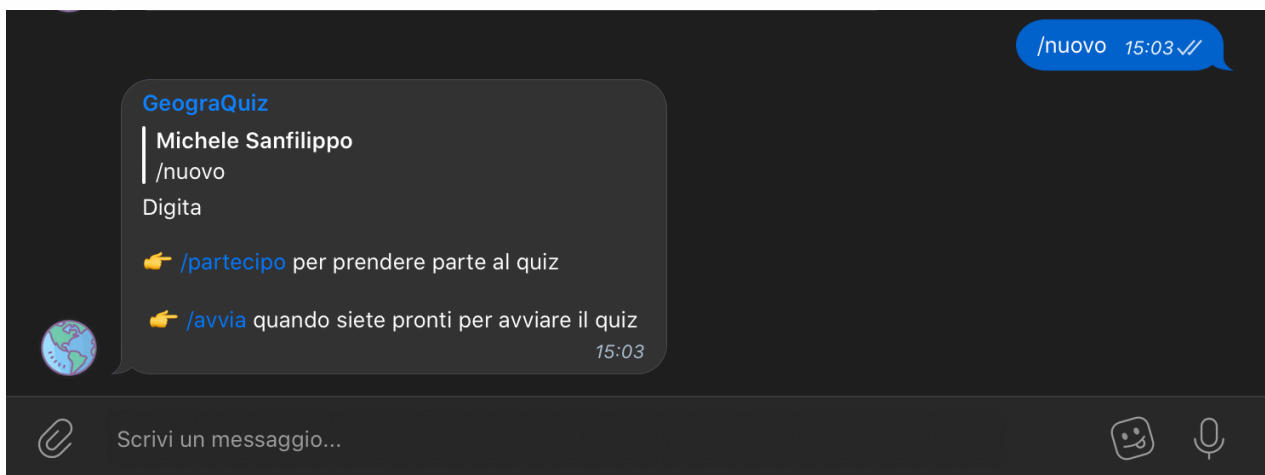 /nuovo 15:03
GeograQuiz
Michele Sanfilippo
/nuovo
Digita
👉 /partecipo per prendere parte al quiz
👉 /avvia quando siete pronti per avviare il quiz
15:03
Scrivi un messaggio...